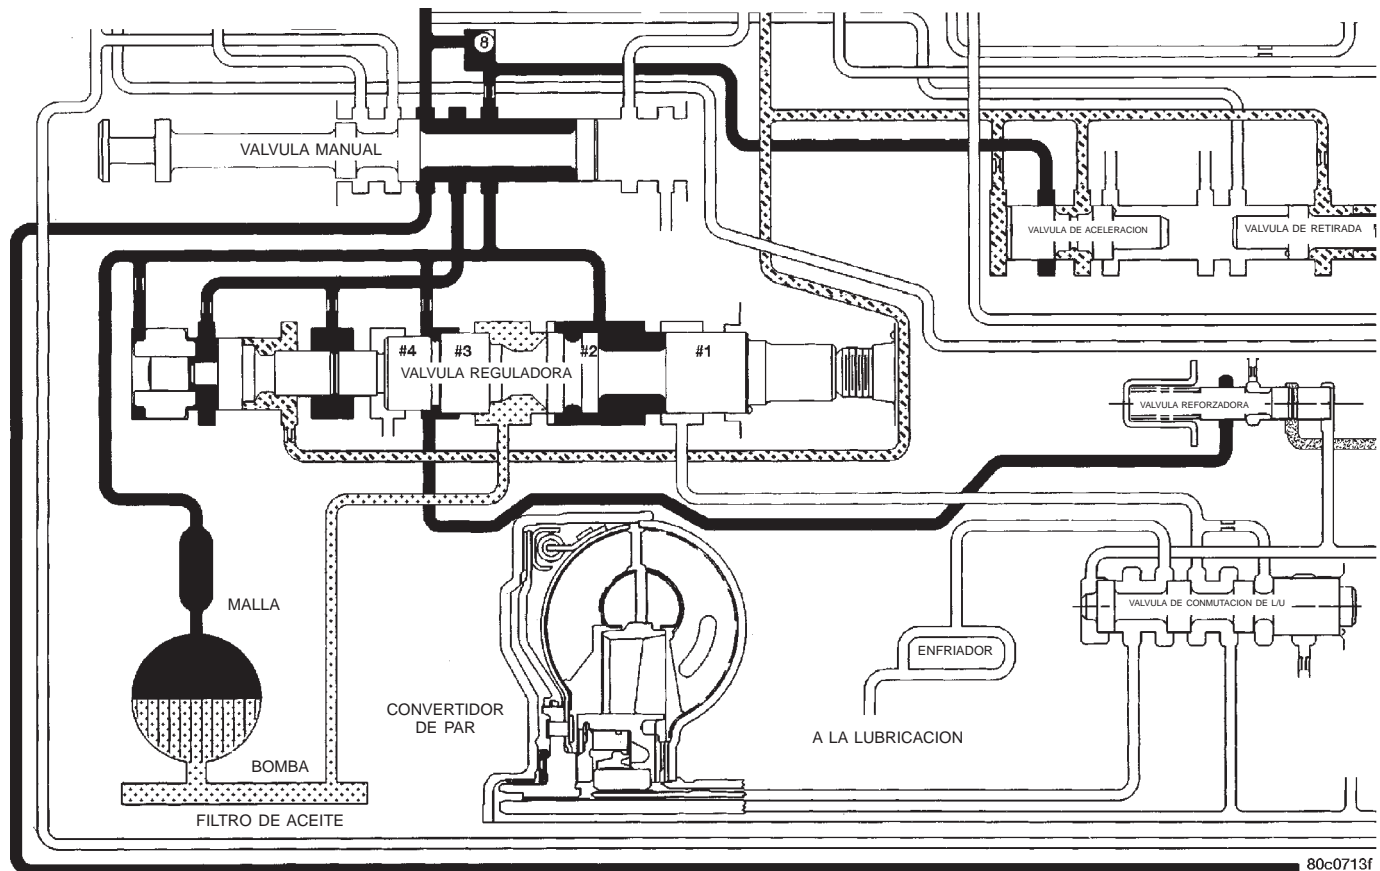 8
VALVULA MANUAL
VALVULA DE ACELERACION
VALVULA DE RETIRADA
#4
#3
#2
#1
VALVULA REGULADORA
VALVULA REFORZADORA
VALVULA DE CONMUTACION DE L/U
MALLA
ENFRIADOR
CONVERTIDOR
DE PAR
A LA LUBRICACION
BOMBA
FILTRO DE ACEITE
80c0713f